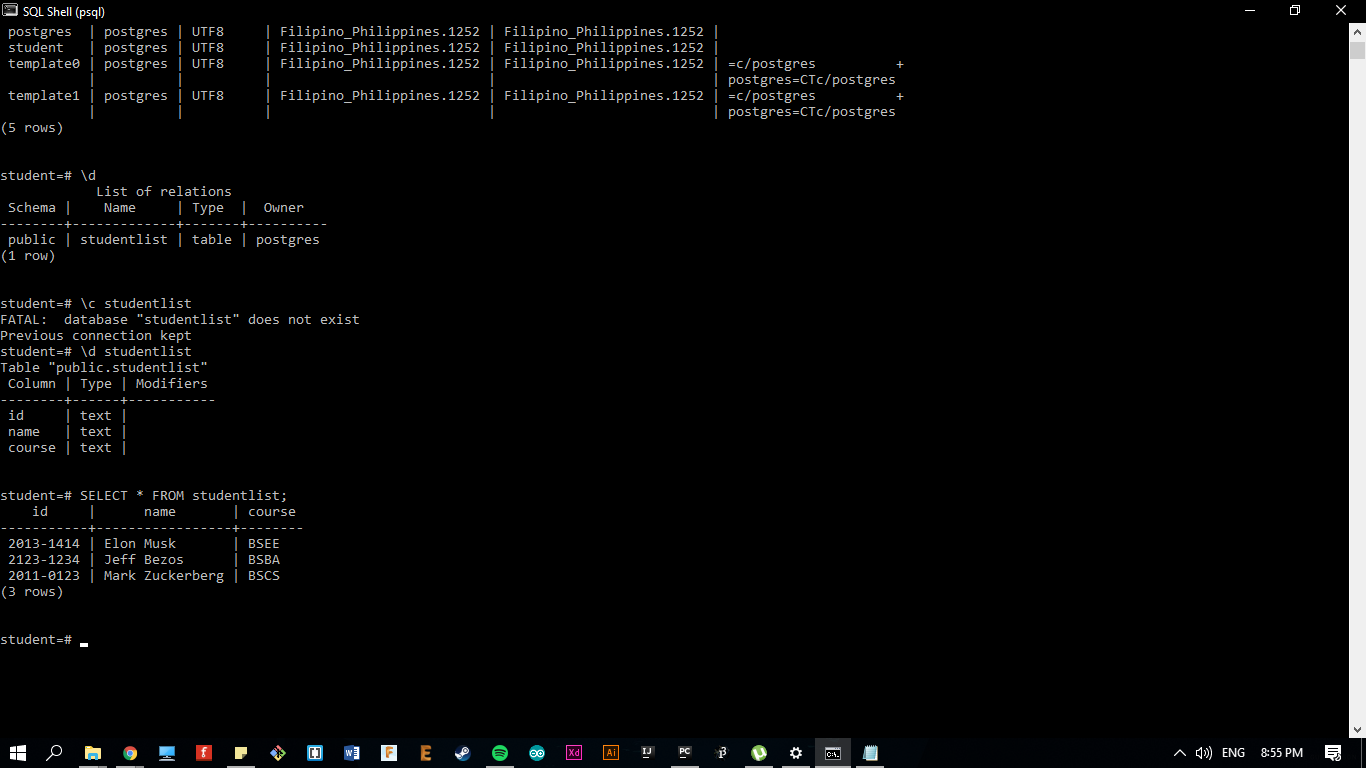 SQL Shell (psql)
 postgres  | postgres | UTF8     | Filipino_Philippines.1252 | Filipino_Philippines.1252 |
 student   | postgres | UTF8     | Filipino_Philippines.1252 | Filipino_Philippines.1252 |
 template0 | postgres | UTF8     | Filipino_Philippines.1252 | Filipino_Philippines.1252 | =c/postgres          +
           |          |          |                           |                           | postgres=CTc/postgres
 template1 | postgres | UTF8     | Filipino_Philippines.1252 | Filipino_Philippines.1252 | =c/postgres          +
           |          |          |                           |                           | postgres=CTc/postgres
(5 rows)
student=# \d
            List of relations
 Schema |    Name     | Type  |  Owner
--------+-------------+-------+----------
 public | studentlist | table | postgres
(1 row)
student=# \c studentlist
FATAL:  database "studentlist" does not exist
Previous connection kept
student=# \d studentlist
Table "public.studentlist"
 Column | Type | Modifiers
--------+------+-----------
 id     | text |
 name   | text |
 course | text |
student=# SELECT * FROM studentlist;
    id     |      name       | course
-----------+-----------------+--------
 2013-1414 | Elon Musk       | BSEE
 2123-1234 | Jeff Bezos      | BSBA
 2011-0123 | Mark Zuckerberg | BSCS
(3 rows)
student=#
Xd Ai IJ PC ENG 8:55 PM